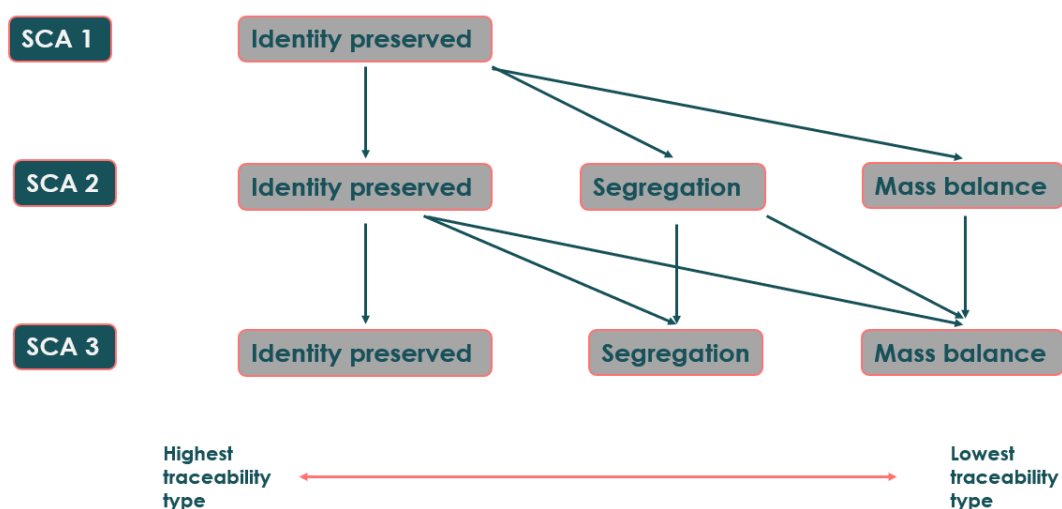 SCA 1
Identity preserved
SCA 2
Identity preserved
Segregation
Mass balance
SCA 3
Identity preserved
Segregation
Mass balance
Highest
traceability
type
Lowest
traceability
type